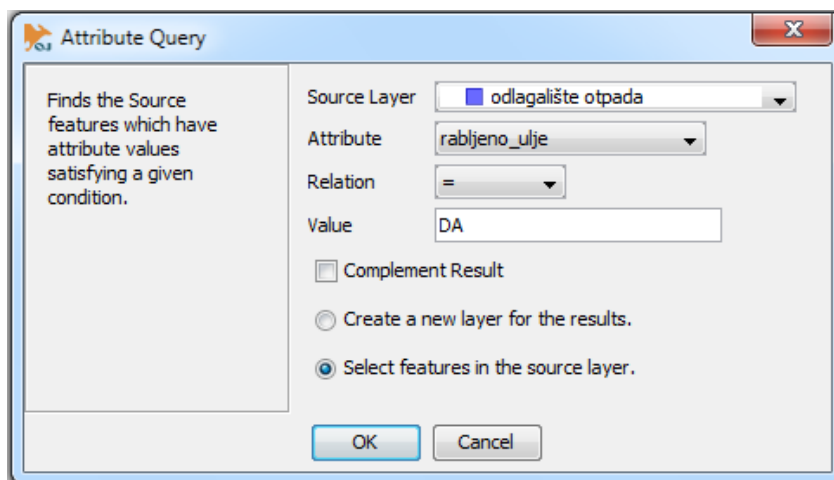 Attribute Query
Finds the Source
features which have
attribute values
satisfying a given
condition.
Source Layer odlagalište otpada
Attribute rabljeno_ulje
Relation =
Value DA
Complement Result
Create a new layer for the results.
Select features in the source layer.
OK Cancel